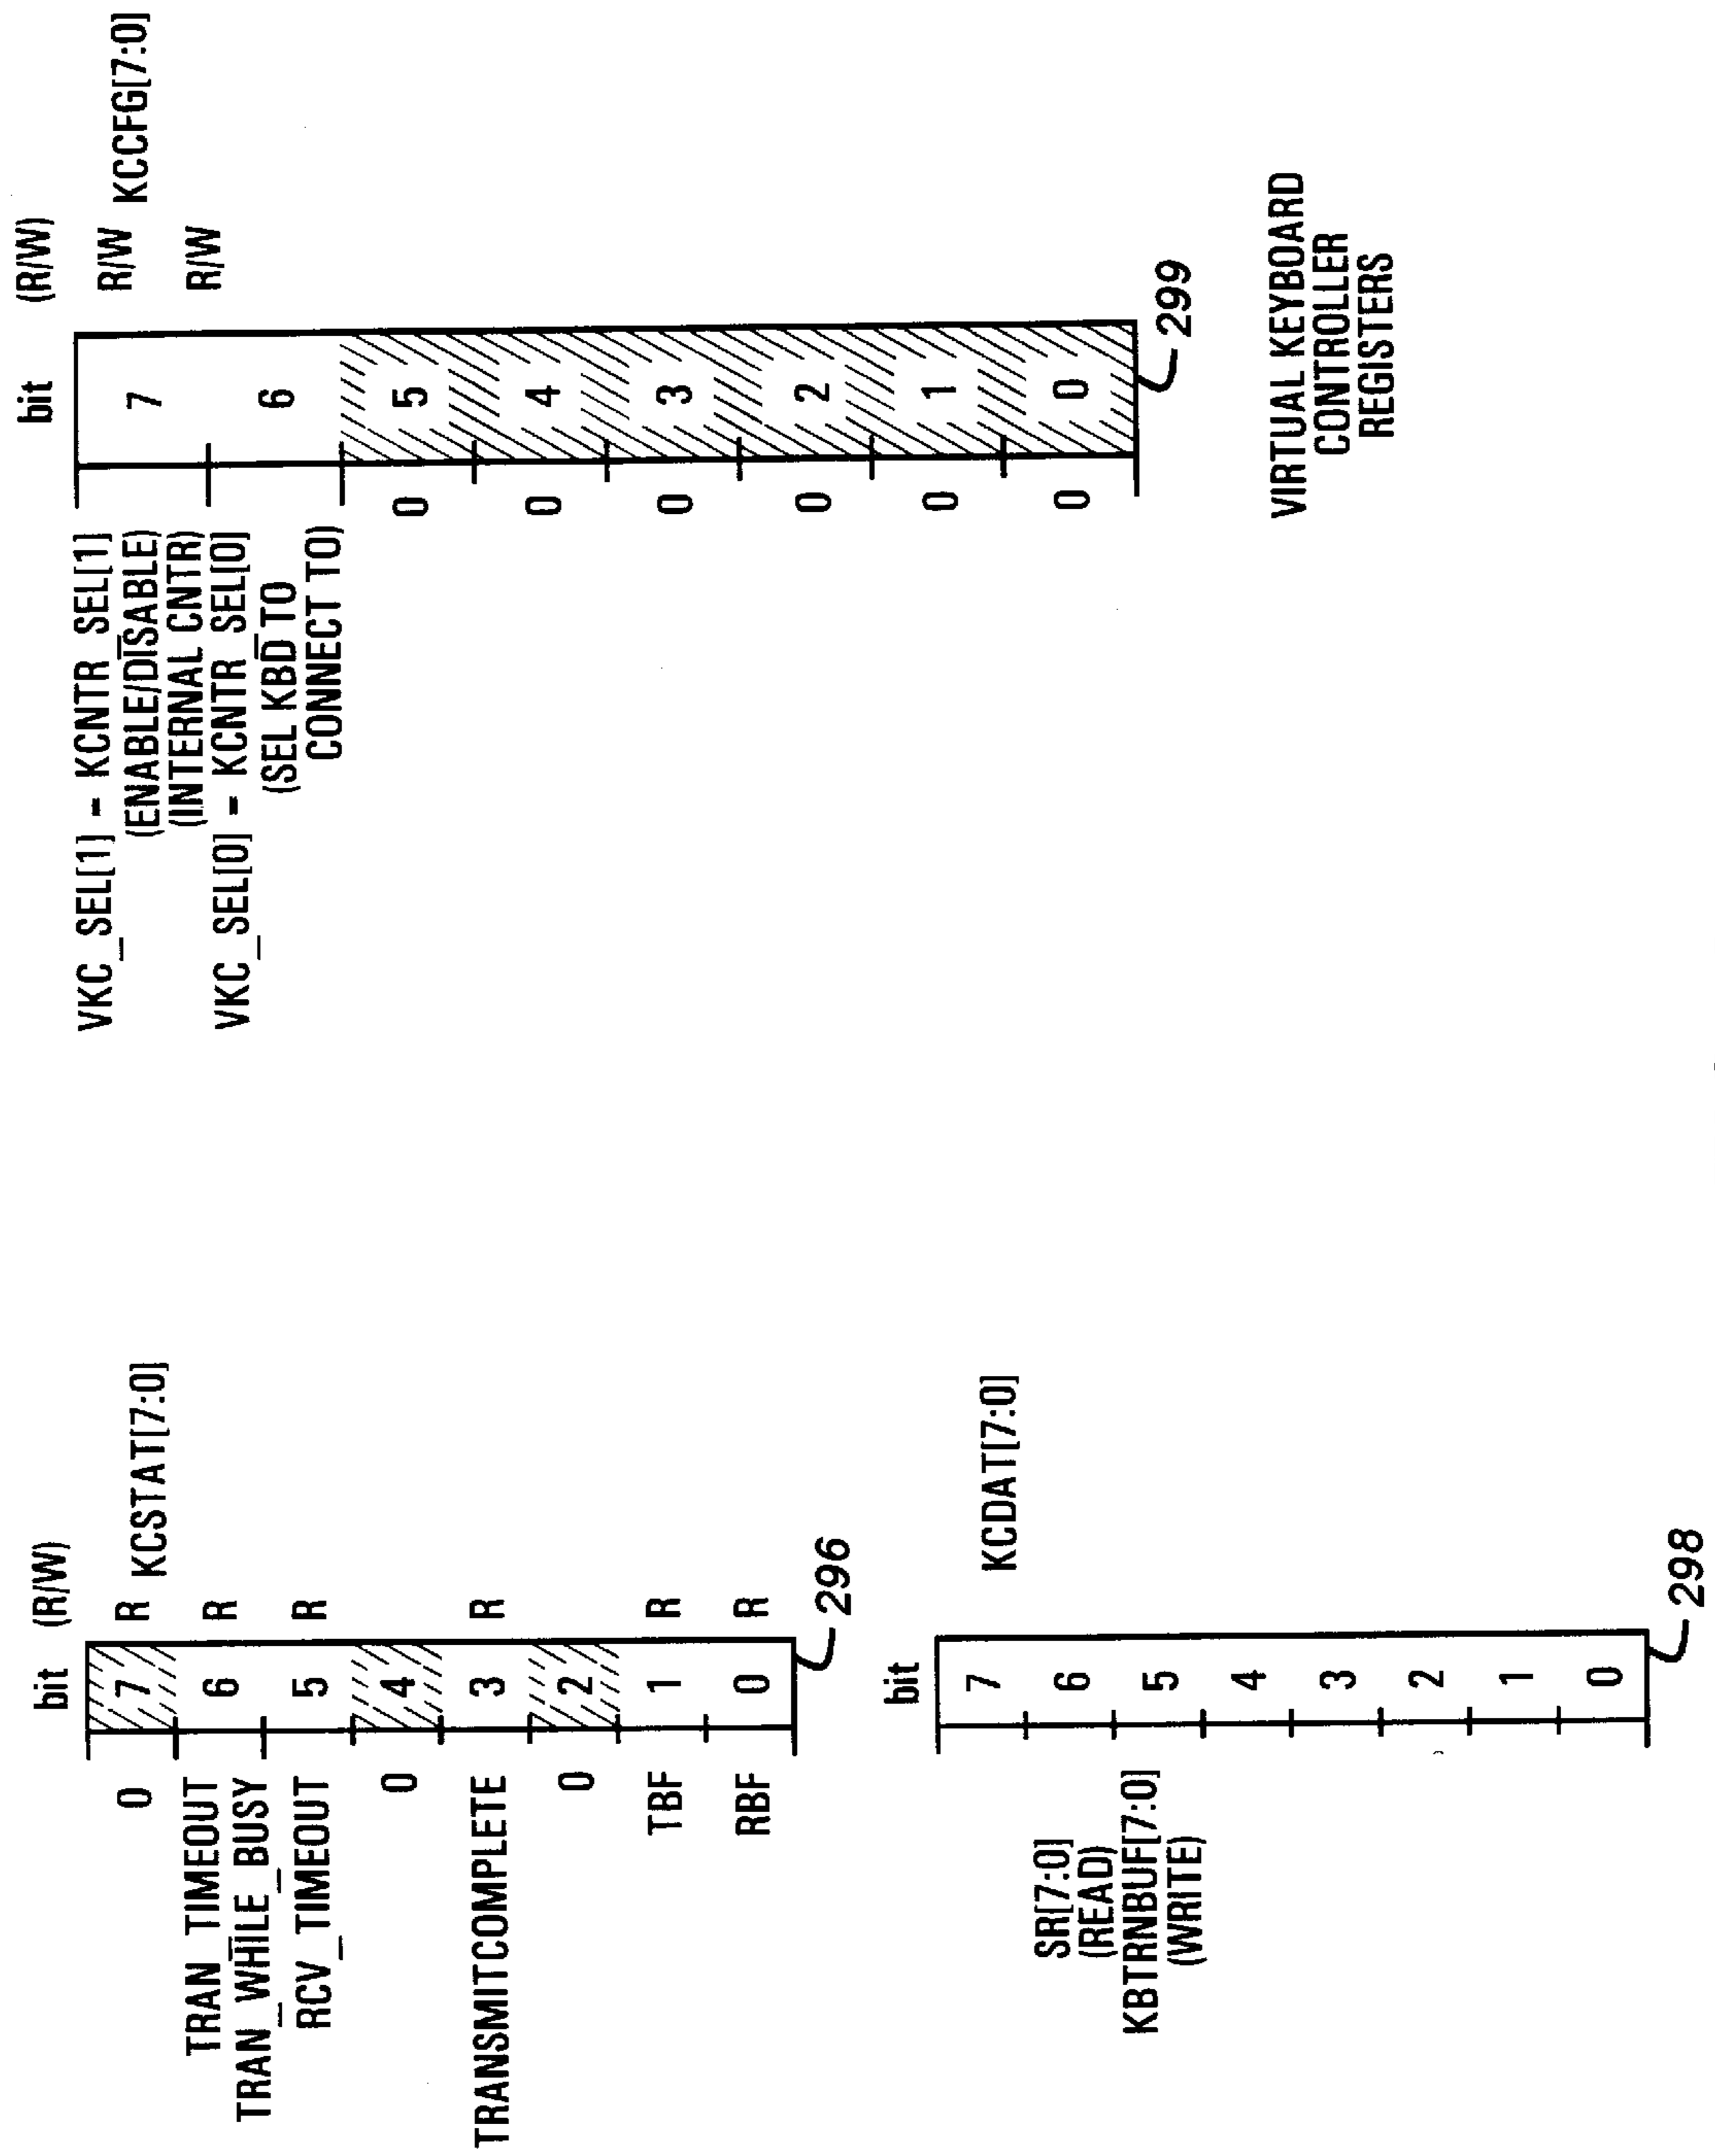 bit (R/W)
0 7 R KCSTAT[7:0]
TRAN_TIMEOUT 6 R
TRAN_WHILE_BUSY
RCV_TIMEOUT 5 R
0 4
TRANSMITCOMPLETE 3 R
0 2
TBF 1 R
RBF 0 R
296
bit
7 KCDAT[7:0]
SR[7:0] 6
(READ)
KBTRNBUF[7:0] 5
(WRITE)
4
3
2
1
0
298
bit (R/W)
VKC_SEL[1] = KCNTR_SEL[1] 7 R/W KCCFG[7:0]
(ENABLE/DISABLE)
(INTERNAL CNTR)
VKC_SEL[0] = KCNTR_SEL[0] 6 R/W
(SEL KBD TO
CONNECT TO)
0 5
0 4
0 3
0 2
0 1
0 0
299
VIRTUAL KEYBOARD
CONTROLLER
REGISTERS